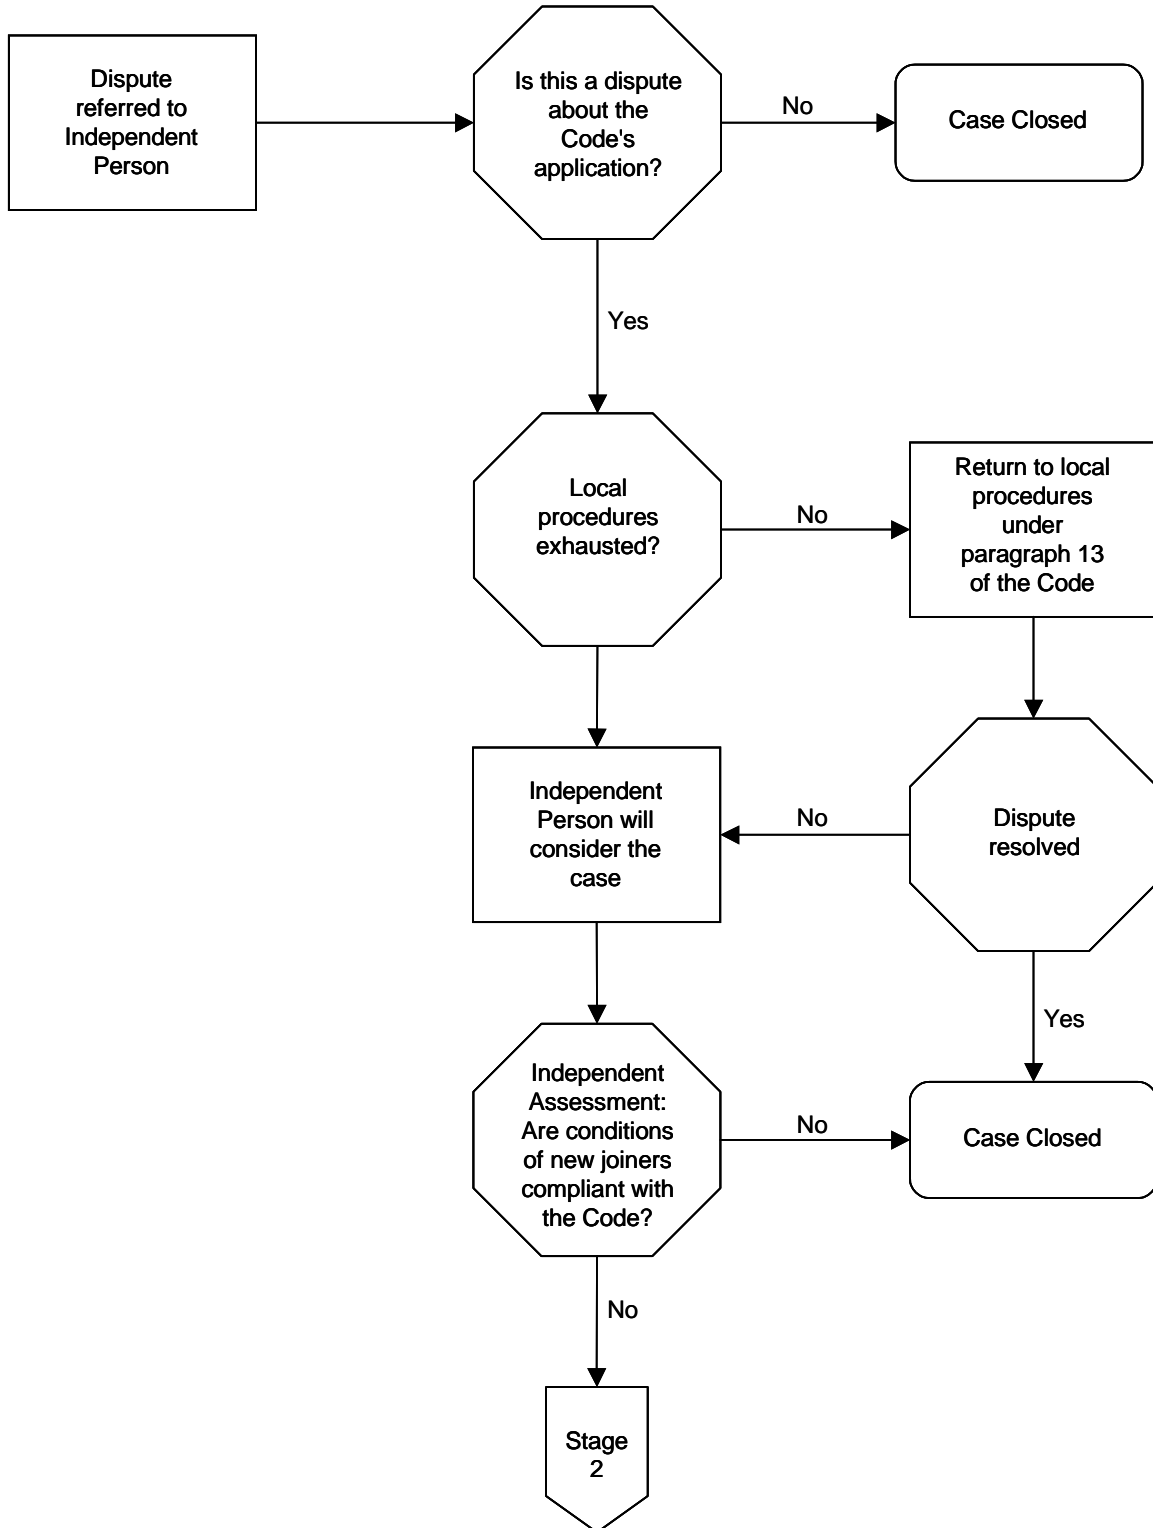 Dispute
referred to
Independent
Person
Is this a dispute
about the
Code's
application?
No
Case Closed
Yes
Local
procedures
exhausted?
No
Return to local
procedures
under
paragraph 13
of the Code
Independent
Person will
consider the
case
No
Dispute
resolved
Yes
Independent
Assessment:
Are conditions
of new joiners
compliant with
the Code?
No
Case Closed
No
Stage
2